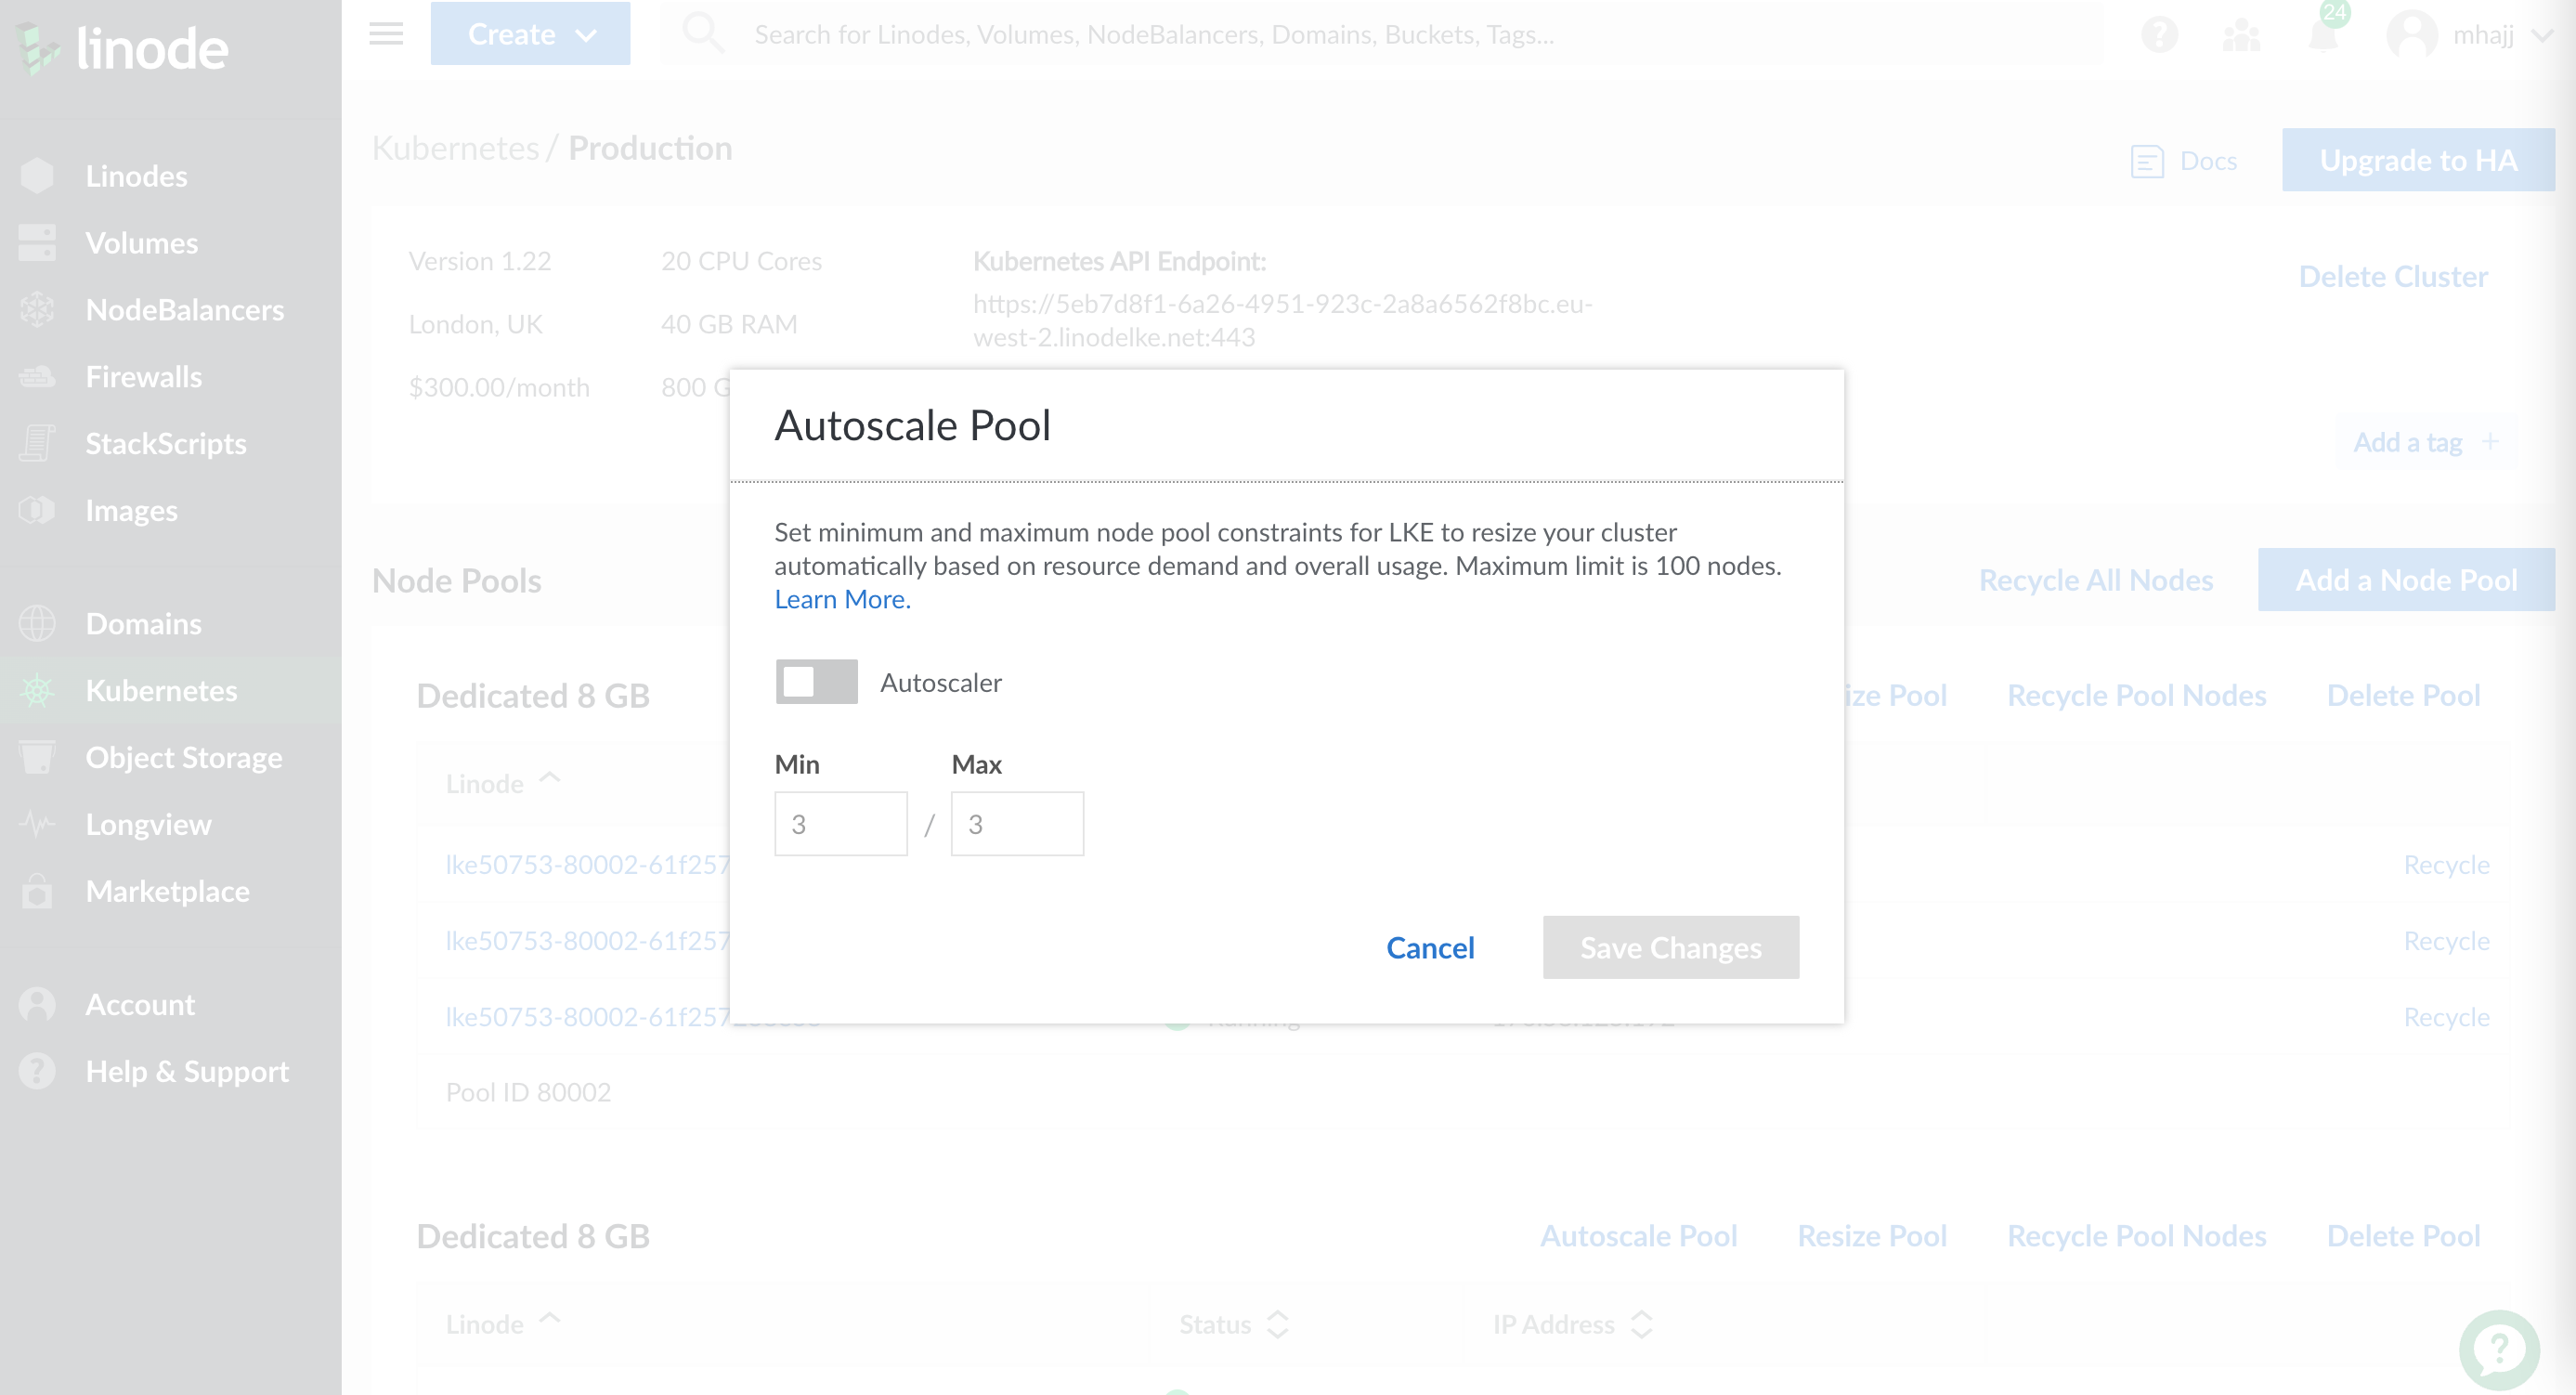 linode
Create
Search for Linodes, Volumes, NodeBalancers, Domains, Buckets, Tags...
24
mhajj
Linodes
Volumes
NodeBalancers
Firewalls
StackScripts
Images
Domains
Kubernetes
Object Storage
Longview
Marketplace
Account
Help & Support
Kubernetes / Production
Docs
Upgrade to HA
Version 1.22
20 CPU Cores
Kubernetes API Endpoint:
https://5eb7d8f1-6a26-4951-923c-2a8a6562f8bc.eu-
west-2.linodelke.net:443
London, UK
40 GB RAM
$300.00/month
800 G
Delete Cluster
Add a tag +
Node Pools
Recycle All Nodes
Add a Node Pool
Autoscale Pool
Set minimum and maximum node pool constraints for LKE to resize your cluster
automatically based on resource demand and overall usage. Maximum limit is 100 nodes.
Learn More.
Autoscaler
Min
Max
3 / 3
Cancel
Save Changes
Dedicated 8 GB
ize Pool
Recycle Pool Nodes
Delete Pool
Linode
lke50753-80002-61f257
Recycle
lke50753-80002-61f257
Recycle
lke50753-80002-61f257
Running
Recycle
Pool ID 80002
Dedicated 8 GB
Autoscale Pool
Resize Pool
Recycle Pool Nodes
Delete Pool
Linode
Status
IP Address